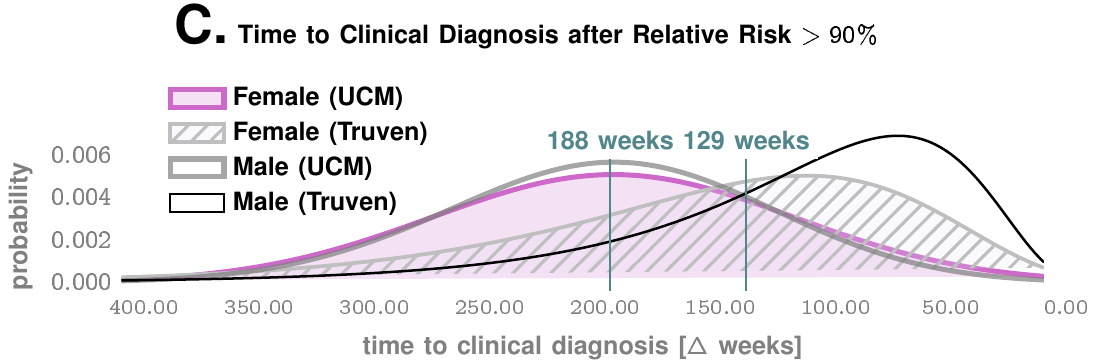 C. Time to Clinical Diagnosis after Relative Risk > 90%
Female (UCM)
Female (Truven)
Male (UCM)
Male (Truven)
188 weeks 129 weeks
probability
0.006
0.004
0.002
0.000
400.00 350.00 300.00 250.00 200.00 150.00 100.00 50.00 0.00
time to clinical diagnosis [Δ weeks]